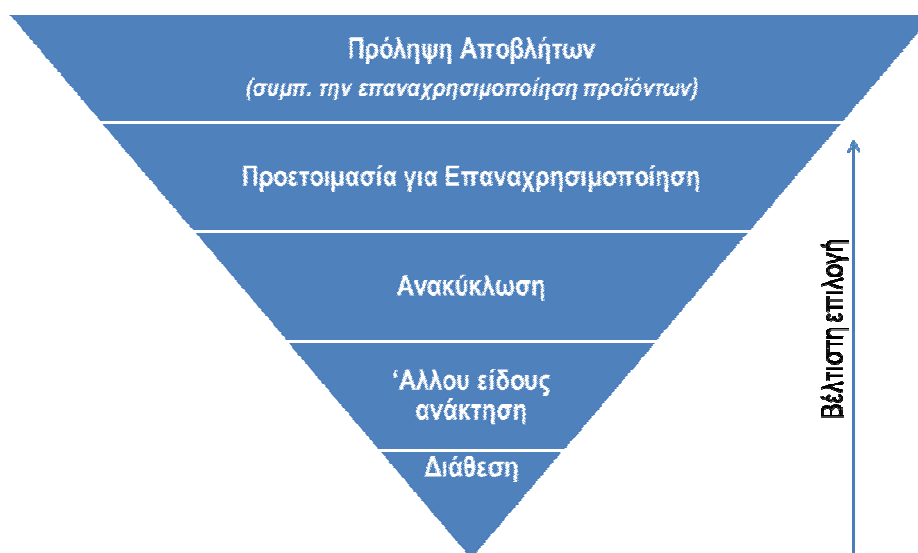 Πρόληψη Αποβλήτων
(συμπ. την επαναχρησιμοποίηση προϊόντων)
Προετοιμασία για Επαναχρησιμοποίηση
Ανακύκλωση
‘Αλλου είδους
ανάκτηση
Διάθεση
Βέλτιστη επιλογή